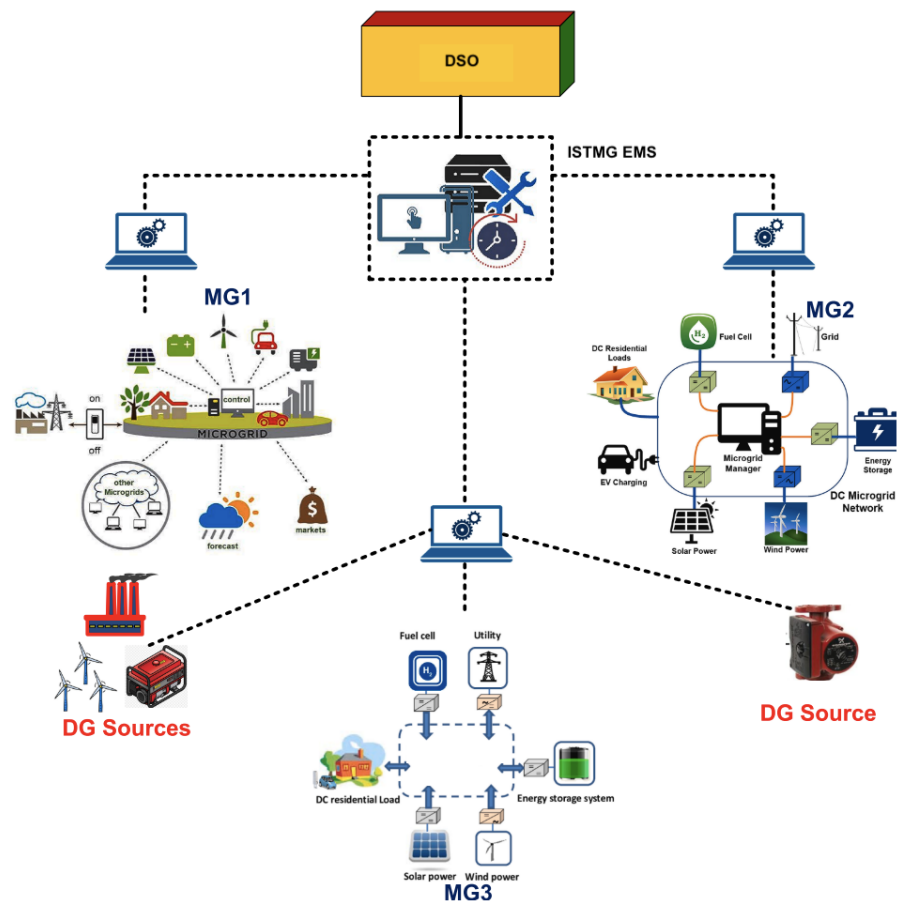 DSO
ISTMG EMS
MG1
control
on
off
MICROGRID
other
Microgrids
forecast
$
markets
MG2
H2
Fuel Cell
Grid
DC Residential
Loads
Microgrid
Manager
Energy
Storage
EV Charging
DC Microgrid
Network
Solar Power
Wind Power
DG Sources
DG Source
Fuel cell
Utility
H2
DC residential Load
Energy storage system
Solar power
Wind power
MG3